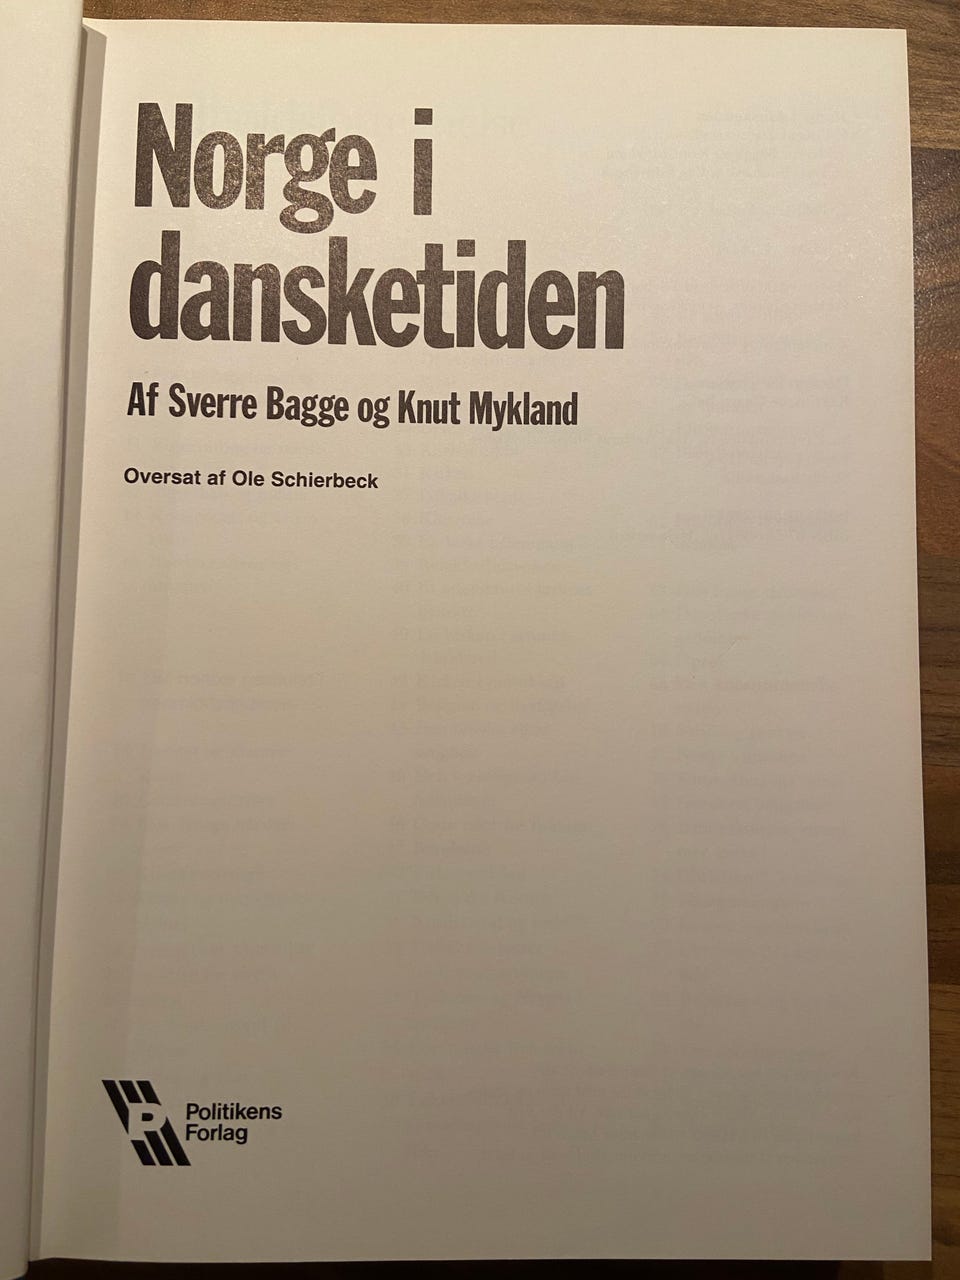 Norge i
dansketiden
Af Sverre Bagge og Knut Mykland
Oversat af Ole Schierbeck
P
Politikens
Forlag